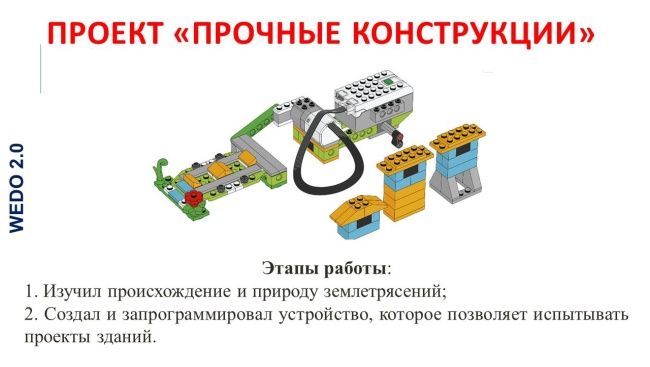 ПРОЕКТ «ПРОЧНЫЕ КОНСТРУКЦИИ»
WEDO 2.0
Этапы работы:
1. Изучил происхождение и природу землетрясений;
2. Создал и запрограммировал устройство, которое позволяет испытывать
проекты зданий.